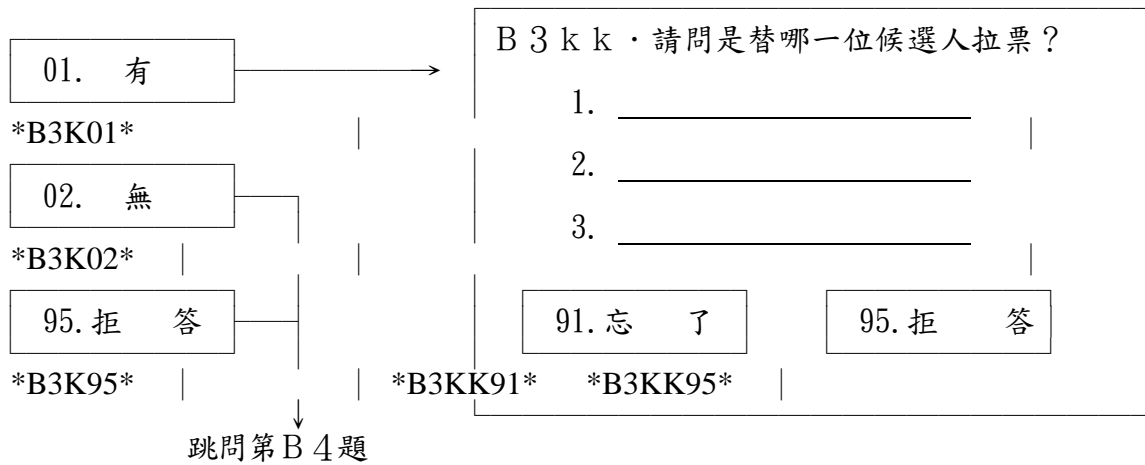 Ｂ３ｋｋ．請問是替哪一位候選人拉票？
01. 有
1.
*B3K01*
2.
02. 無
3.
*B3K02*
95.拒 答
91.忘 了 95.拒 答
*B3K95* *B3KK91* *B3KK95*
跳問第Ｂ４題